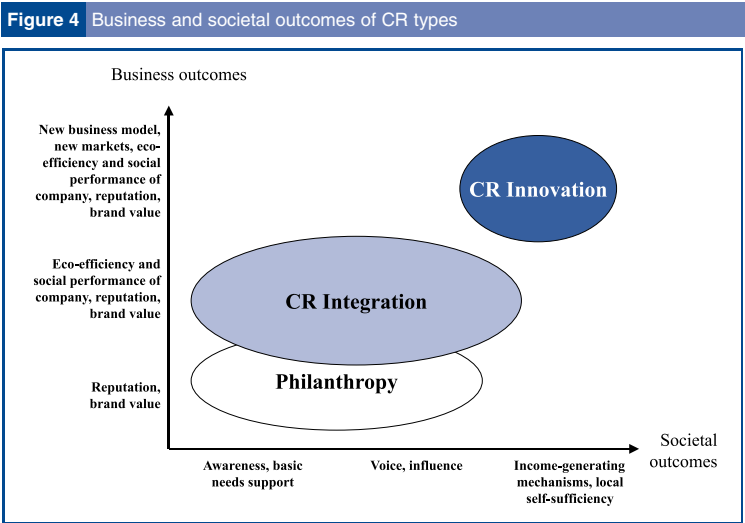 Figure 4 Business and societal outcomes of CR types
Business outcomes
New business model,
new markets, eco-
efficiency and social
performance of
company, reputation,
brand value
CR Innovation
Eco-efficiency and
social performance of
company, reputation,
brand value
CR Integration
Philanthropy
Reputation,
brand value
Societal
outcomes
Awareness, basic
needs support
Voice, influence
Income-generating
mechanisms, local
self-sufficiency